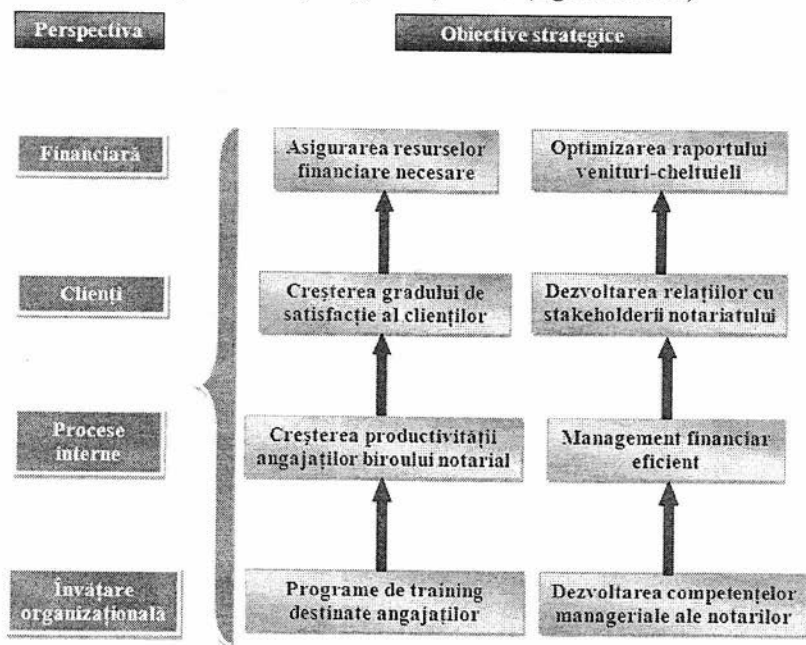 Perspectiva
Obiective strategice
Financiară
Asigurarea resurselor
financiare necesare
Optimizarea raportului
venituri-cheltuieli
Clienți
Creșterea gradului de
satisfacție al clienților
Dezvoltarea relațiilor cu
stakeholderii notariatului
Procese
interne
Creșterea productivității
angajaților biroului notarial
Management financiar
eficient
Învățare
organizațională
Programe de training
destinate angajaților
Dezvoltarea competențelor
manageriale ale notarilor